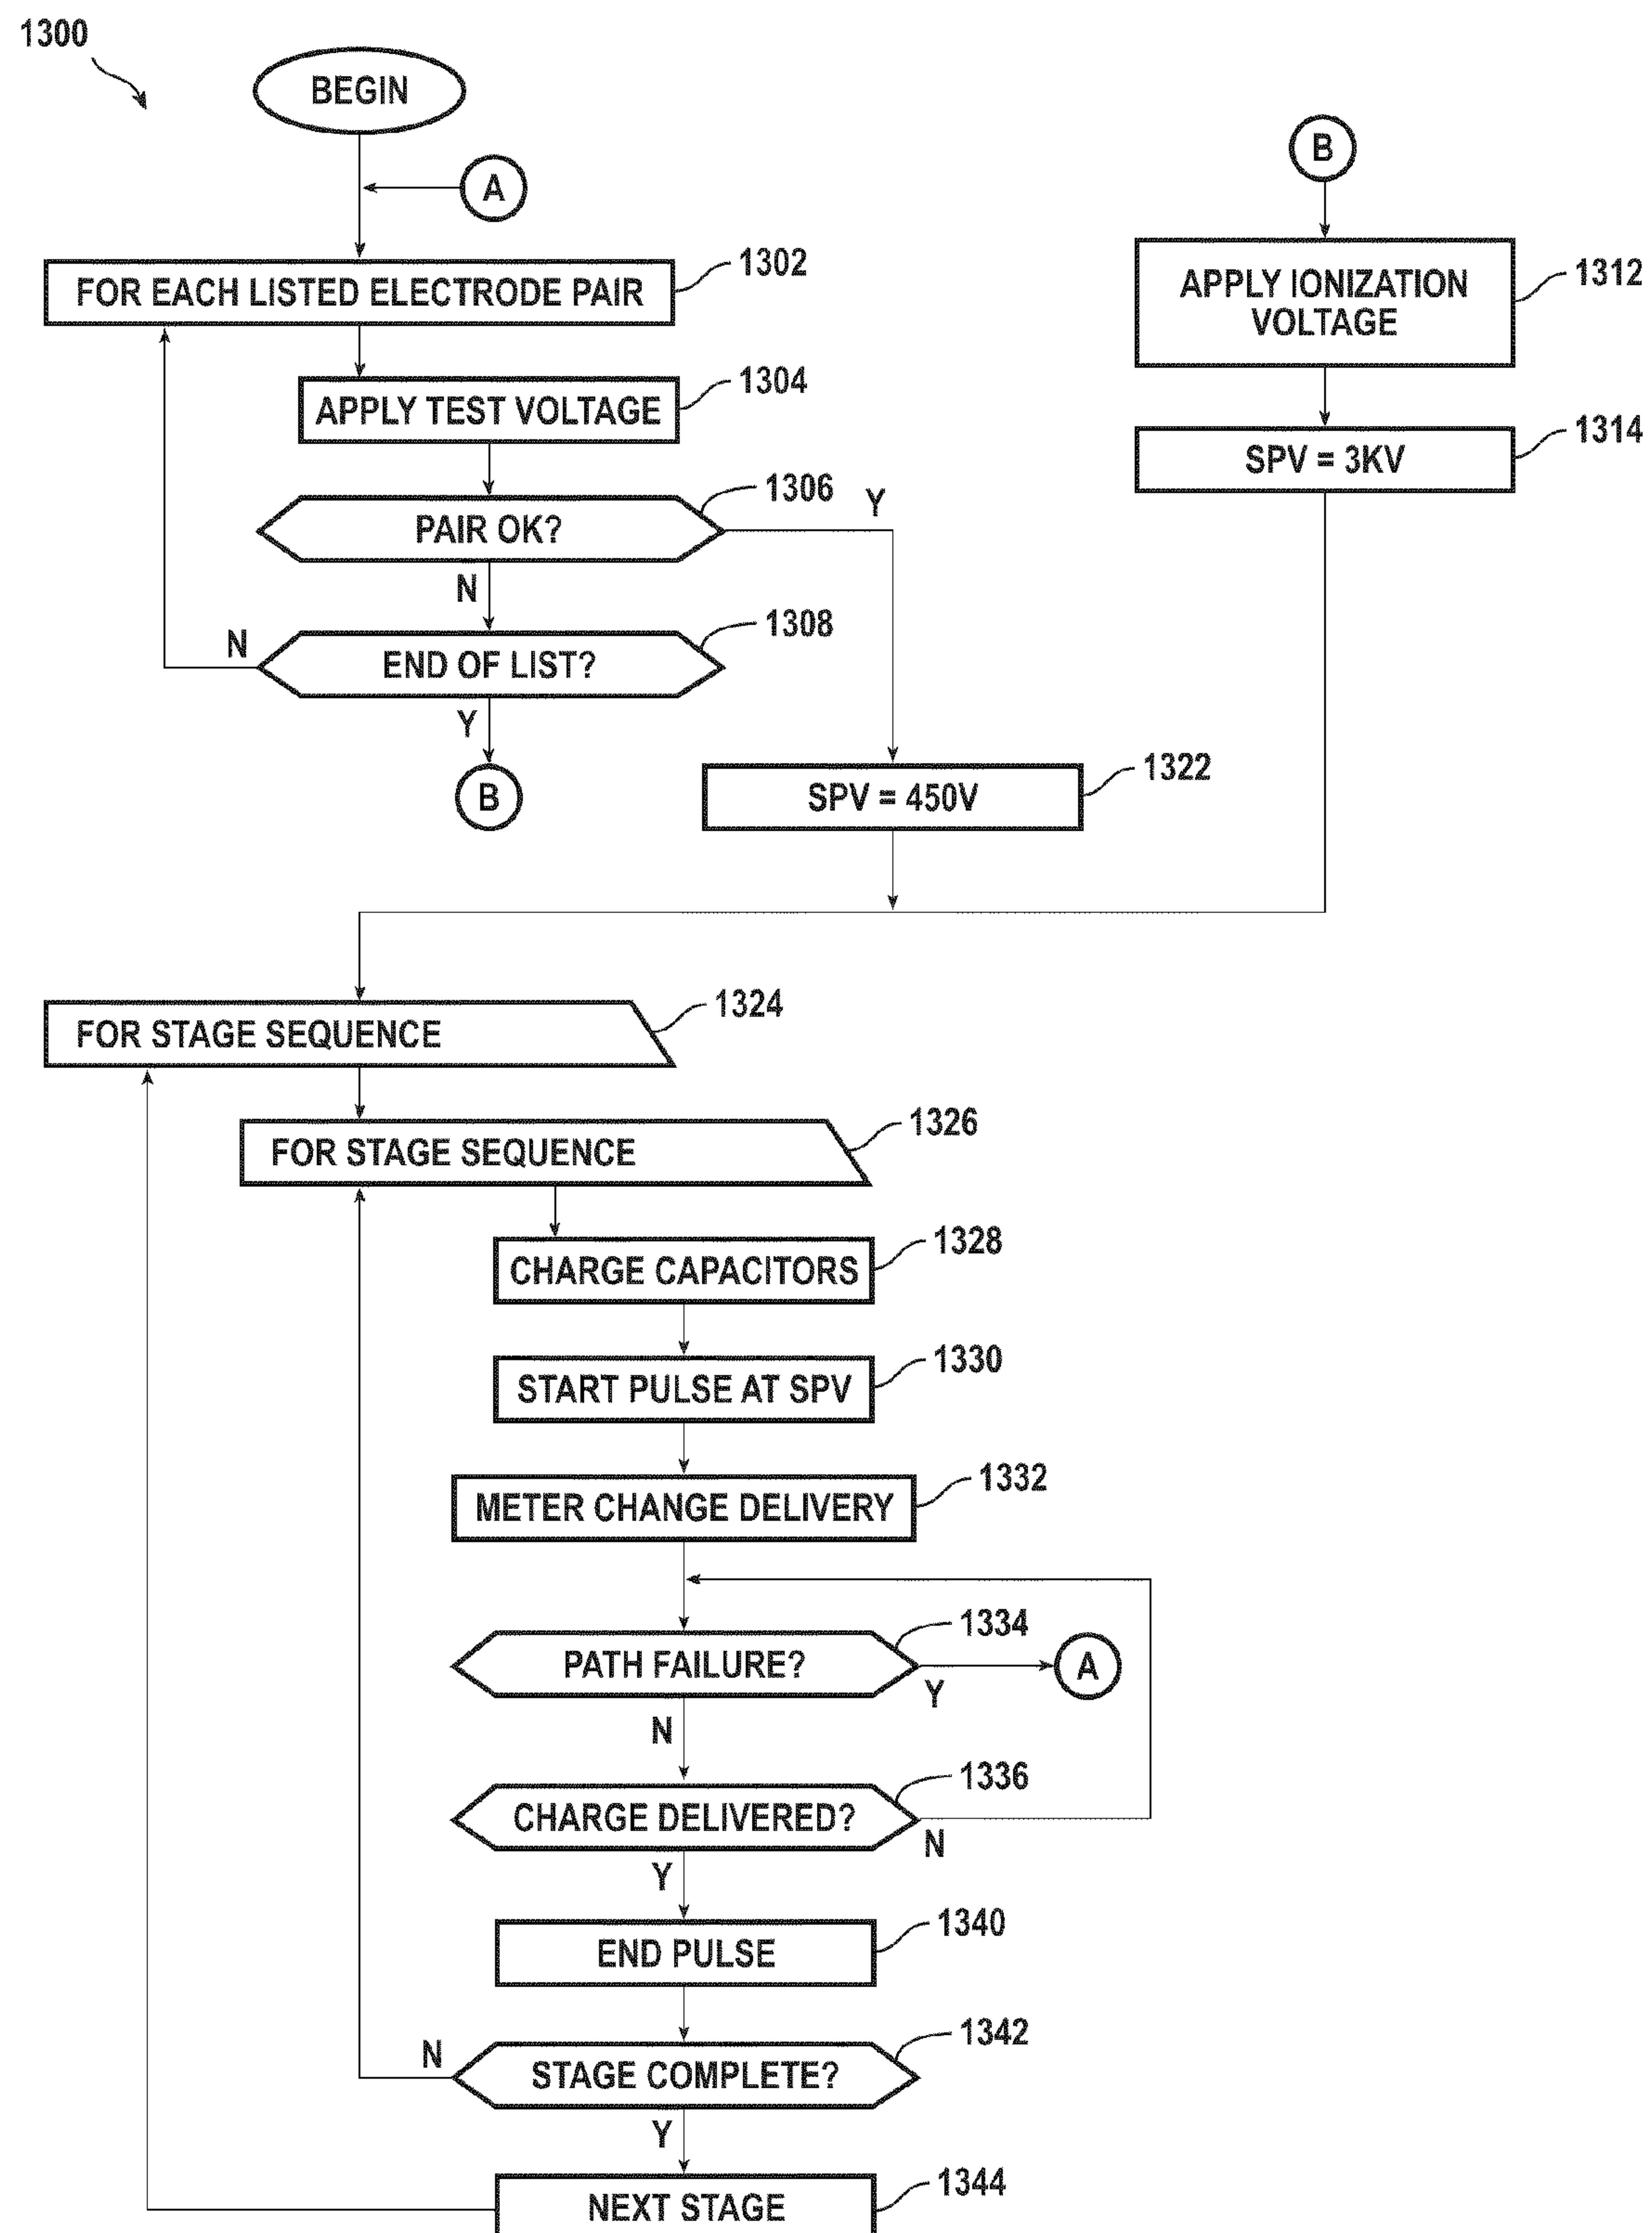 1300
BEGIN
A
B
FOR EACH LISTED ELECTRODE PAIR
1302
APPLY IONIZATION
VOLTAGE
1312
APPLY TEST VOLTAGE
1304
SPV = 3KV
1314
PAIR OK?
1306
Y
N
END OF LIST?
1308
N
Y
B
SPV = 450V
1322
FOR STAGE SEQUENCE
1324
FOR STAGE SEQUENCE
1326
CHARGE CAPACITORS
1328
START PULSE AT SPV
1330
METER CHANGE DELIVERY
1332
PATH FAILURE?
1334
Y
A
N
CHARGE DELIVERED?
1336
N
Y
END PULSE
1340
STAGE COMPLETE?
1342
N
Y
NEXT STAGE
1344